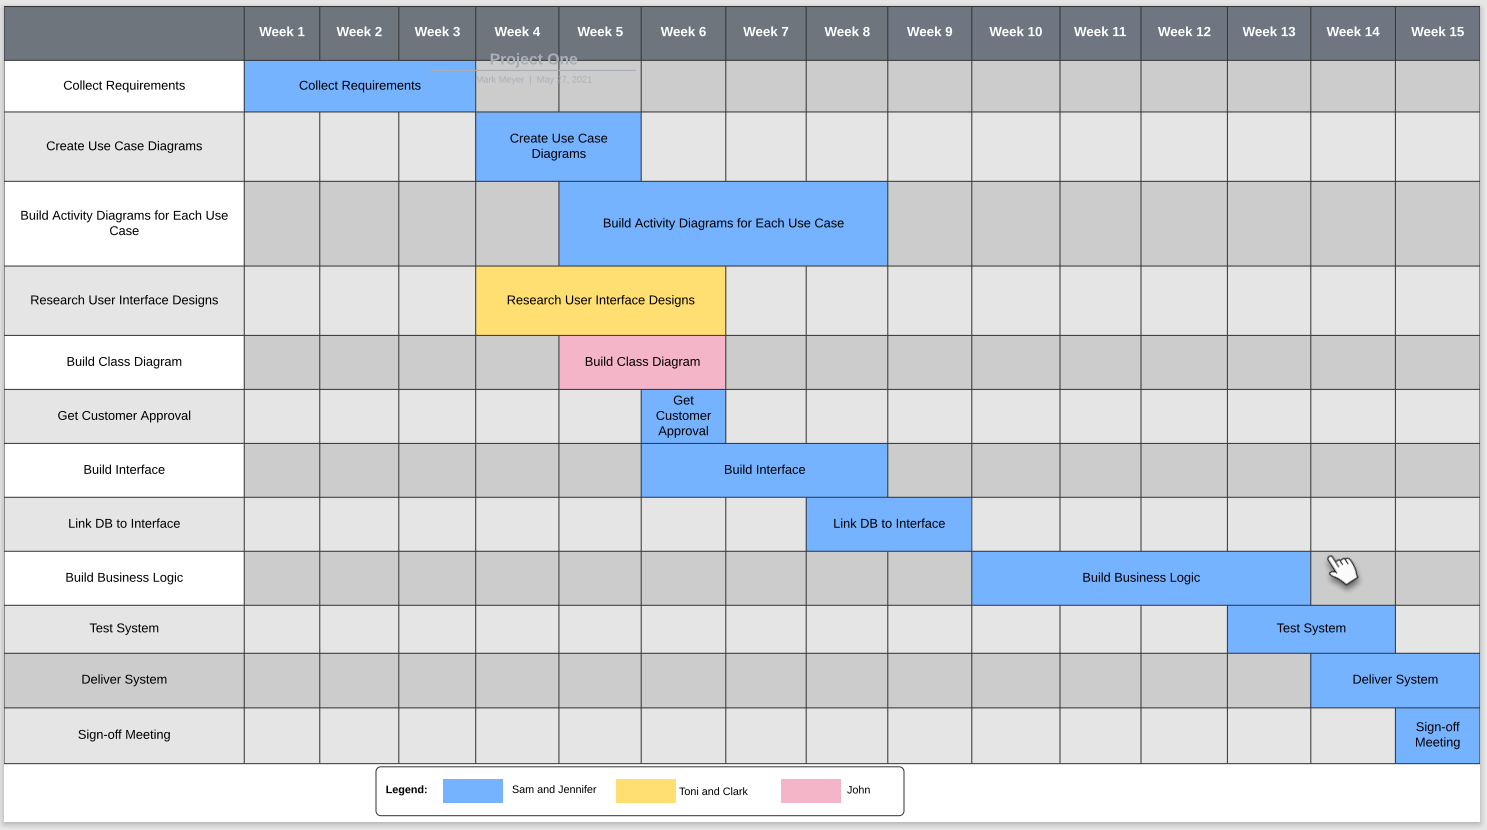 Week 1 Week 2 Week 3 Week 4 Week 5 Week 6 Week 7 Week 8 Week 9 Week 10 Week 11 Week 12 Week 13 Week 14 Week 15
Project One
Mark Meyer | May 27, 2021
Collect Requirements Collect Requirements
Create Use Case Diagrams
Create Use Case
Diagrams
Build Activity Diagrams for Each Use
Case
Build Activity Diagrams for Each Use Case
Research User Interface Designs Research User Interface Designs
Build Class Diagram Build Class Diagram
Get Customer Approval
Get
Customer
Approval
Build Interface Build Interface
Link DB to Interface Link DB to Interface
Build Business Logic Build Business Logic
Test System Test System
Deliver System Deliver System
Sign-off Meeting
Sign-off
Meeting
Legend: Sam and Jennifer Toni and Clark John